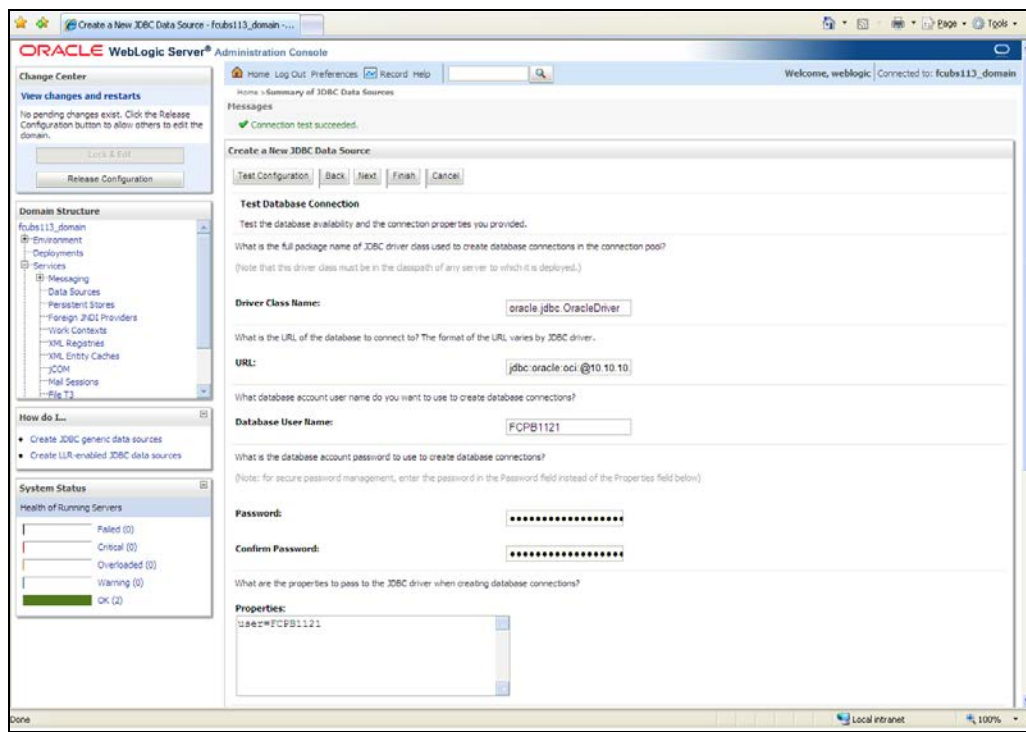 Create a New JDBC Data Source - fcubs113_domain -...
Page
Tools
ORACLE WebLogic Server® Administration Console
Change Center
View changes and restarts
No pending changes exist. Click the Release
Configuration button to allow others to edit the
domain.
Lock & Edit
Release Configuration
Domain Structure
fcubs113_domain
Environment
Deployments
Services
Messaging
Data Sources
Persistent Stores
Foreign JNDI Providers
Work Contexts
XML Registries
XML Entity Caches
jCOM
Mail Sessions
File T3
How do I...
Create JDBC generic data sources
Create LLR-enabled JDBC data sources
System Status
Health of Running Servers
Failed (0)
Critical (0)
Overloaded (0)
Warning (0)
OK (2)
Home Log Out Preferences Record Help
Welcome, weblogic Connected to: fcubs113_domain
Home >Summary of JDBC Data Sources
Messages
Connection test succeeded.
Create a New JDBC Data Source
Test Configuration Back Next Finish Cancel
Test Database Connection
Test the database availability and the connection properties you provided.
What is the full package name of JDBC driver class used to create database connections in the connection pool?
(Note that this driver class must be in the classpath of any server to which it is deployed.)
Driver Class Name: oracle.jdbc.OracleDriver
What is the URL of the database to connect to? The format of the URL varies by JDBC driver.
URL: jdbc:oracle:oci:@10.10.10.
What database account user name do you want to use to create database connections?
Database User Name: FCPB1121
What is the database account password to use to create database connections?
(Note: for secure password management, enter the password in the Password field instead of the Properties field below)
Password: ••••••••••••••••••
Confirm Password: ••••••••••••••••••
What are the properties to pass to the JDBC driver when creating database connections?
Properties:
user=FCPB1121
Done
Local intranet
100%